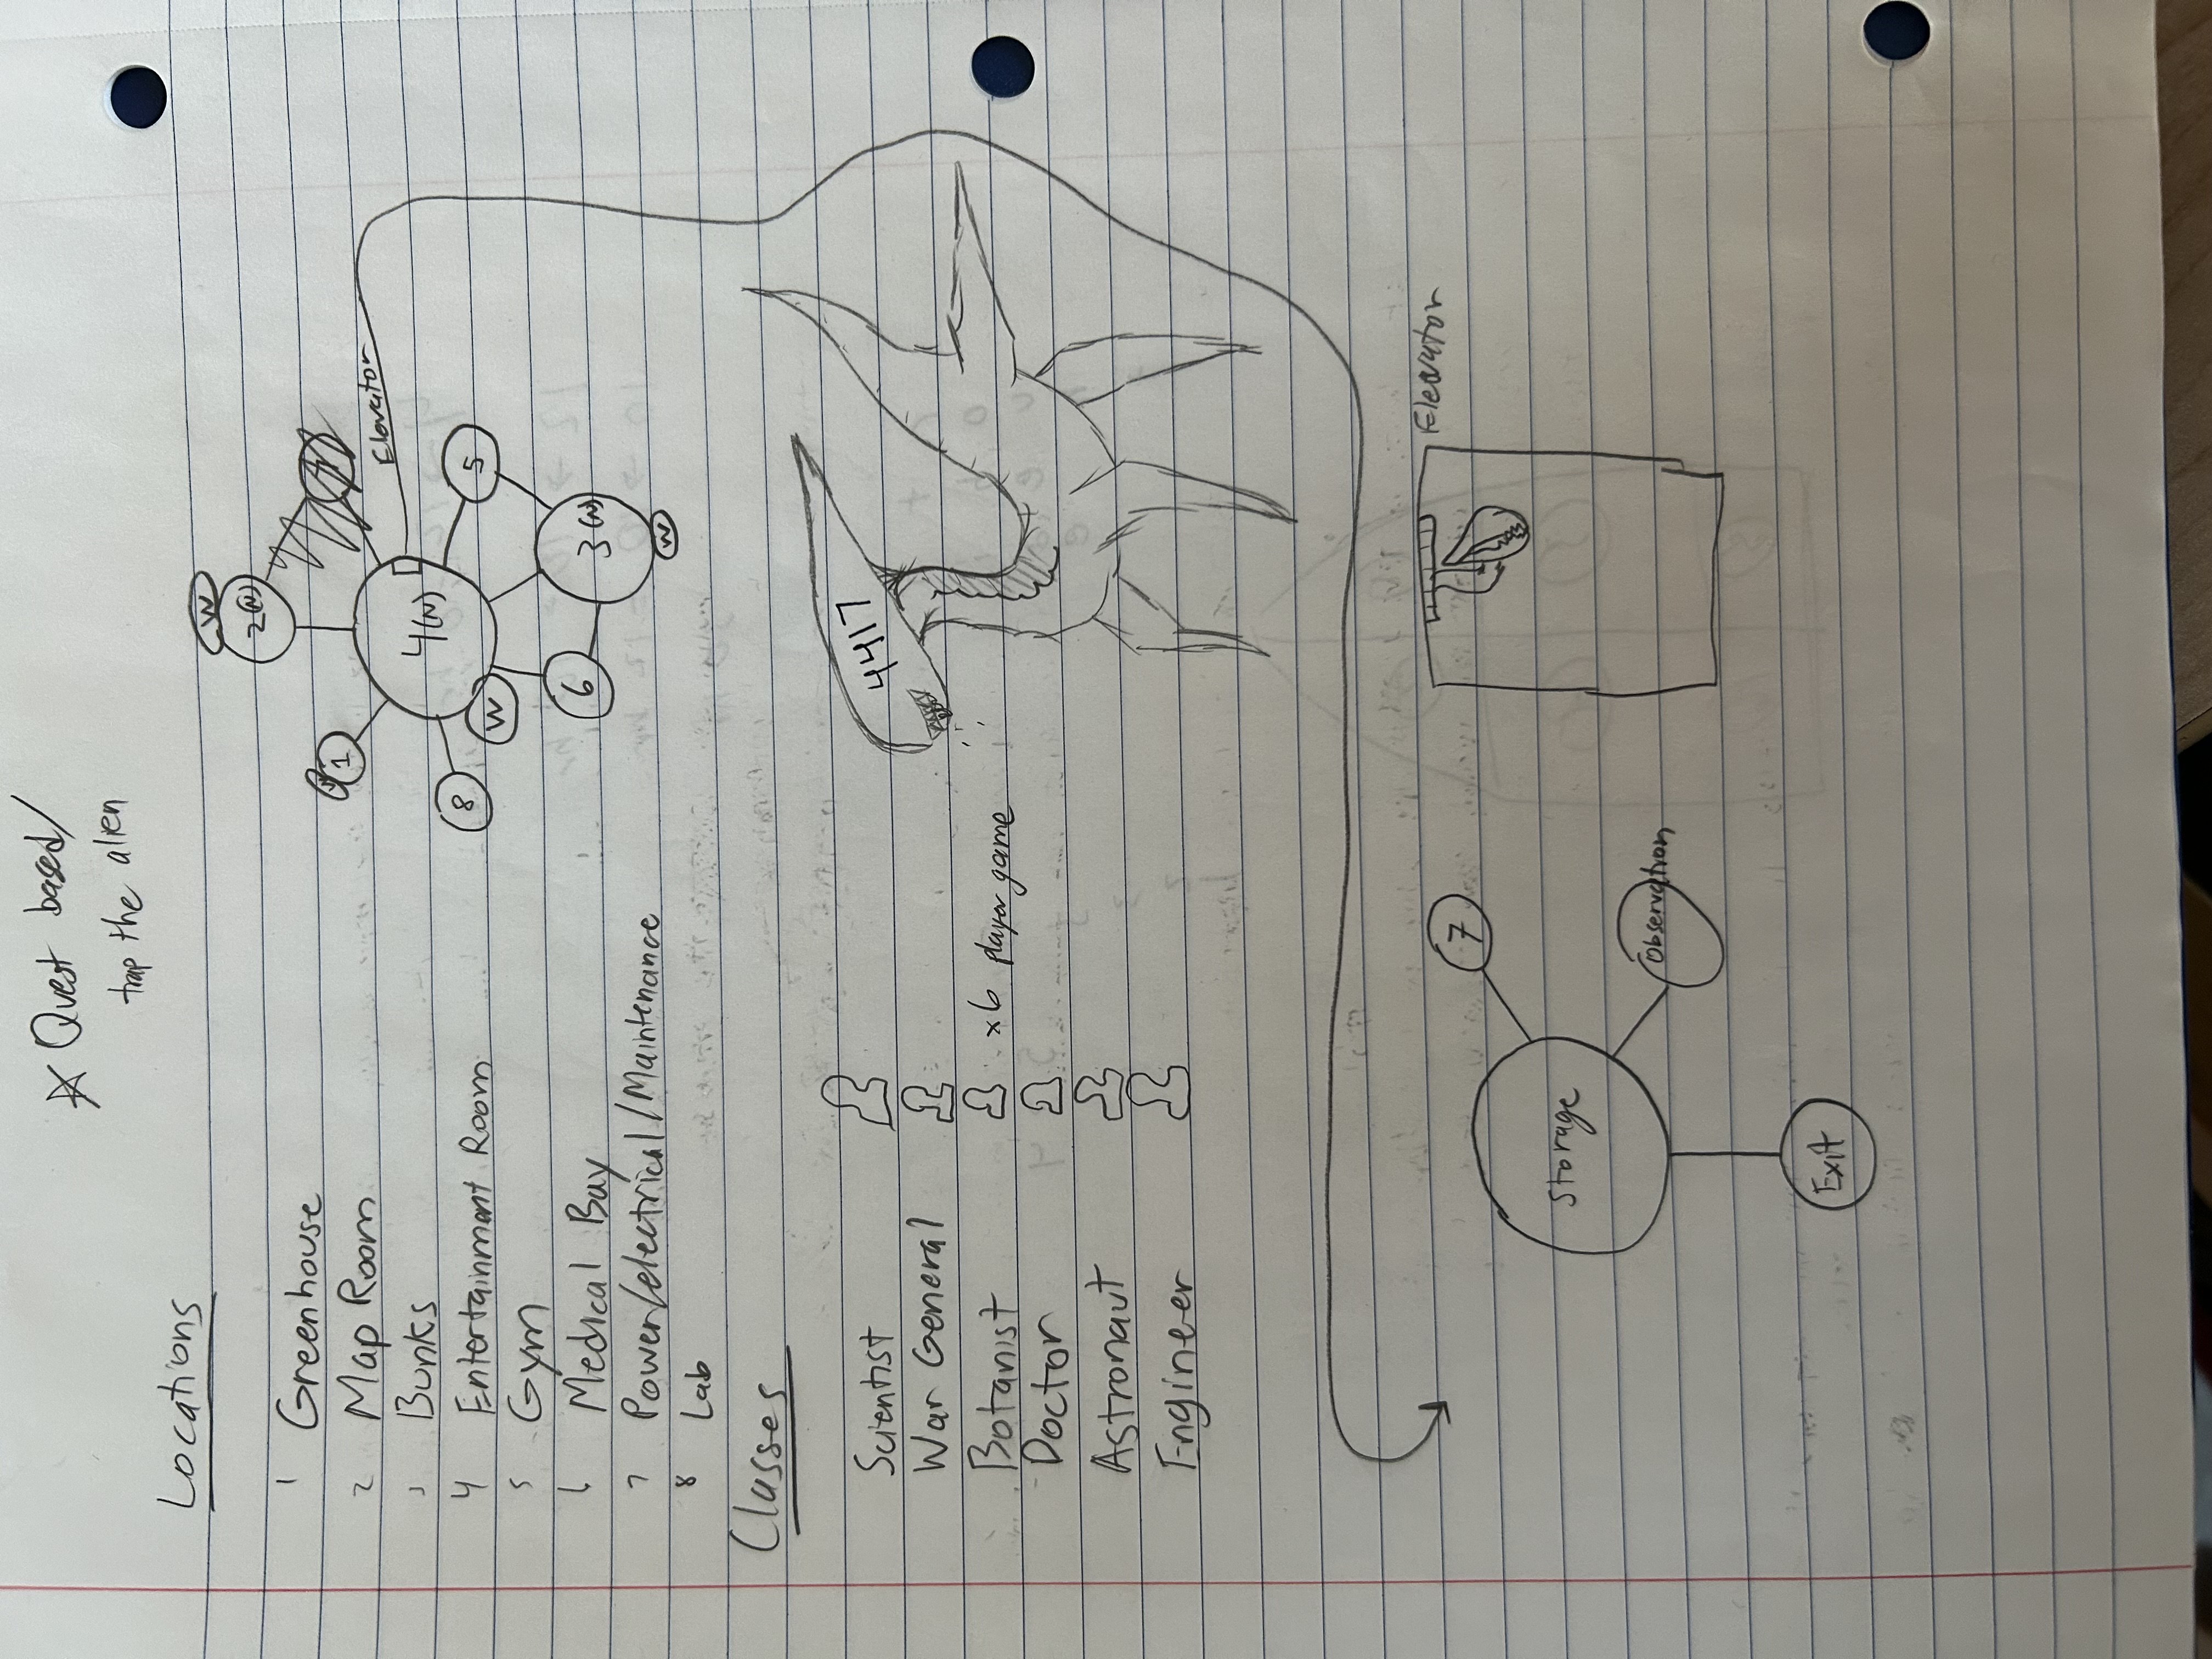 ☆ Quest based/
trap the alien
Locations
1 Greenhouse
2 Map Room
3 Bunks
4 Entertainment Room
5 Gym
6 Medical Bay
7 Power/electrical/Maintenance
8 Lab
W
2(N)
W 1
Elevator
4(N)
8
5
W
6
3(N)
W
Classes
Scientist
War General
Botanist x6 player game
Doctor
Astronaut
Engineer
4417
Elevator
7
Storage
Observation
Exit